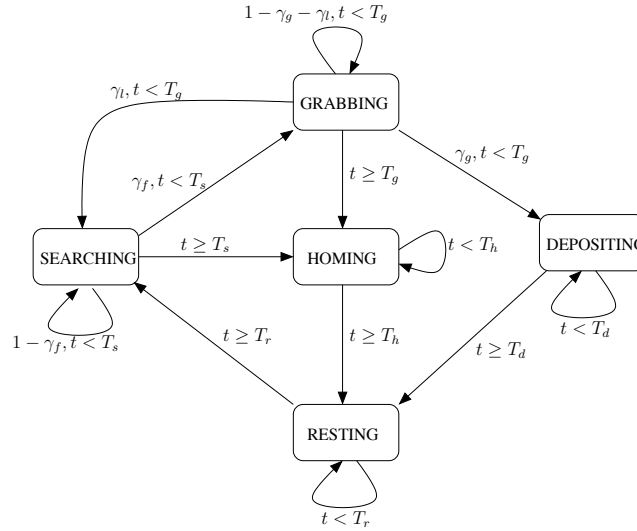 1 − γ_g − γ_l, t < T_g
γ_l, t < T_g
GRABBING
γ_g, t < T_g
γ_f, t < T_s
t ≥ T_g
SEARCHING
t ≥ T_s
HOMING
t < T_h
DEPOSITING
1 − γ_f, t < T_s
t ≥ T_r
t ≥ T_h
t ≥ T_d
t < T_d
RESTING
t < T_r